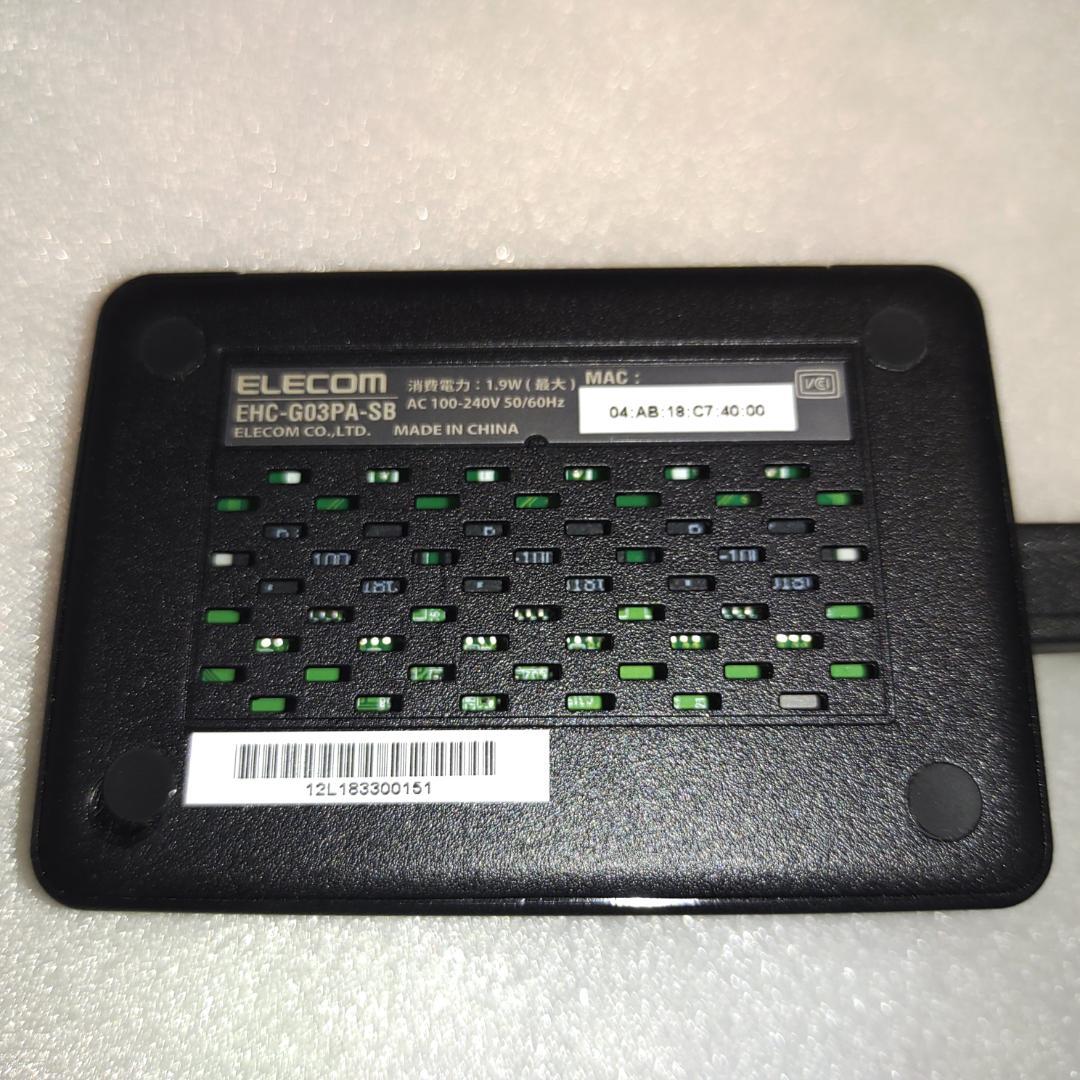 ELECOM
EHC-G03PA-SB
ELECOM CO.,LTD. MADE IN CHINA
消費電力:1.9W(最大)
AC 100-240V 50/60Hz
MAC :
04:AB:18:C7:40:00
VCCI
12L183300151